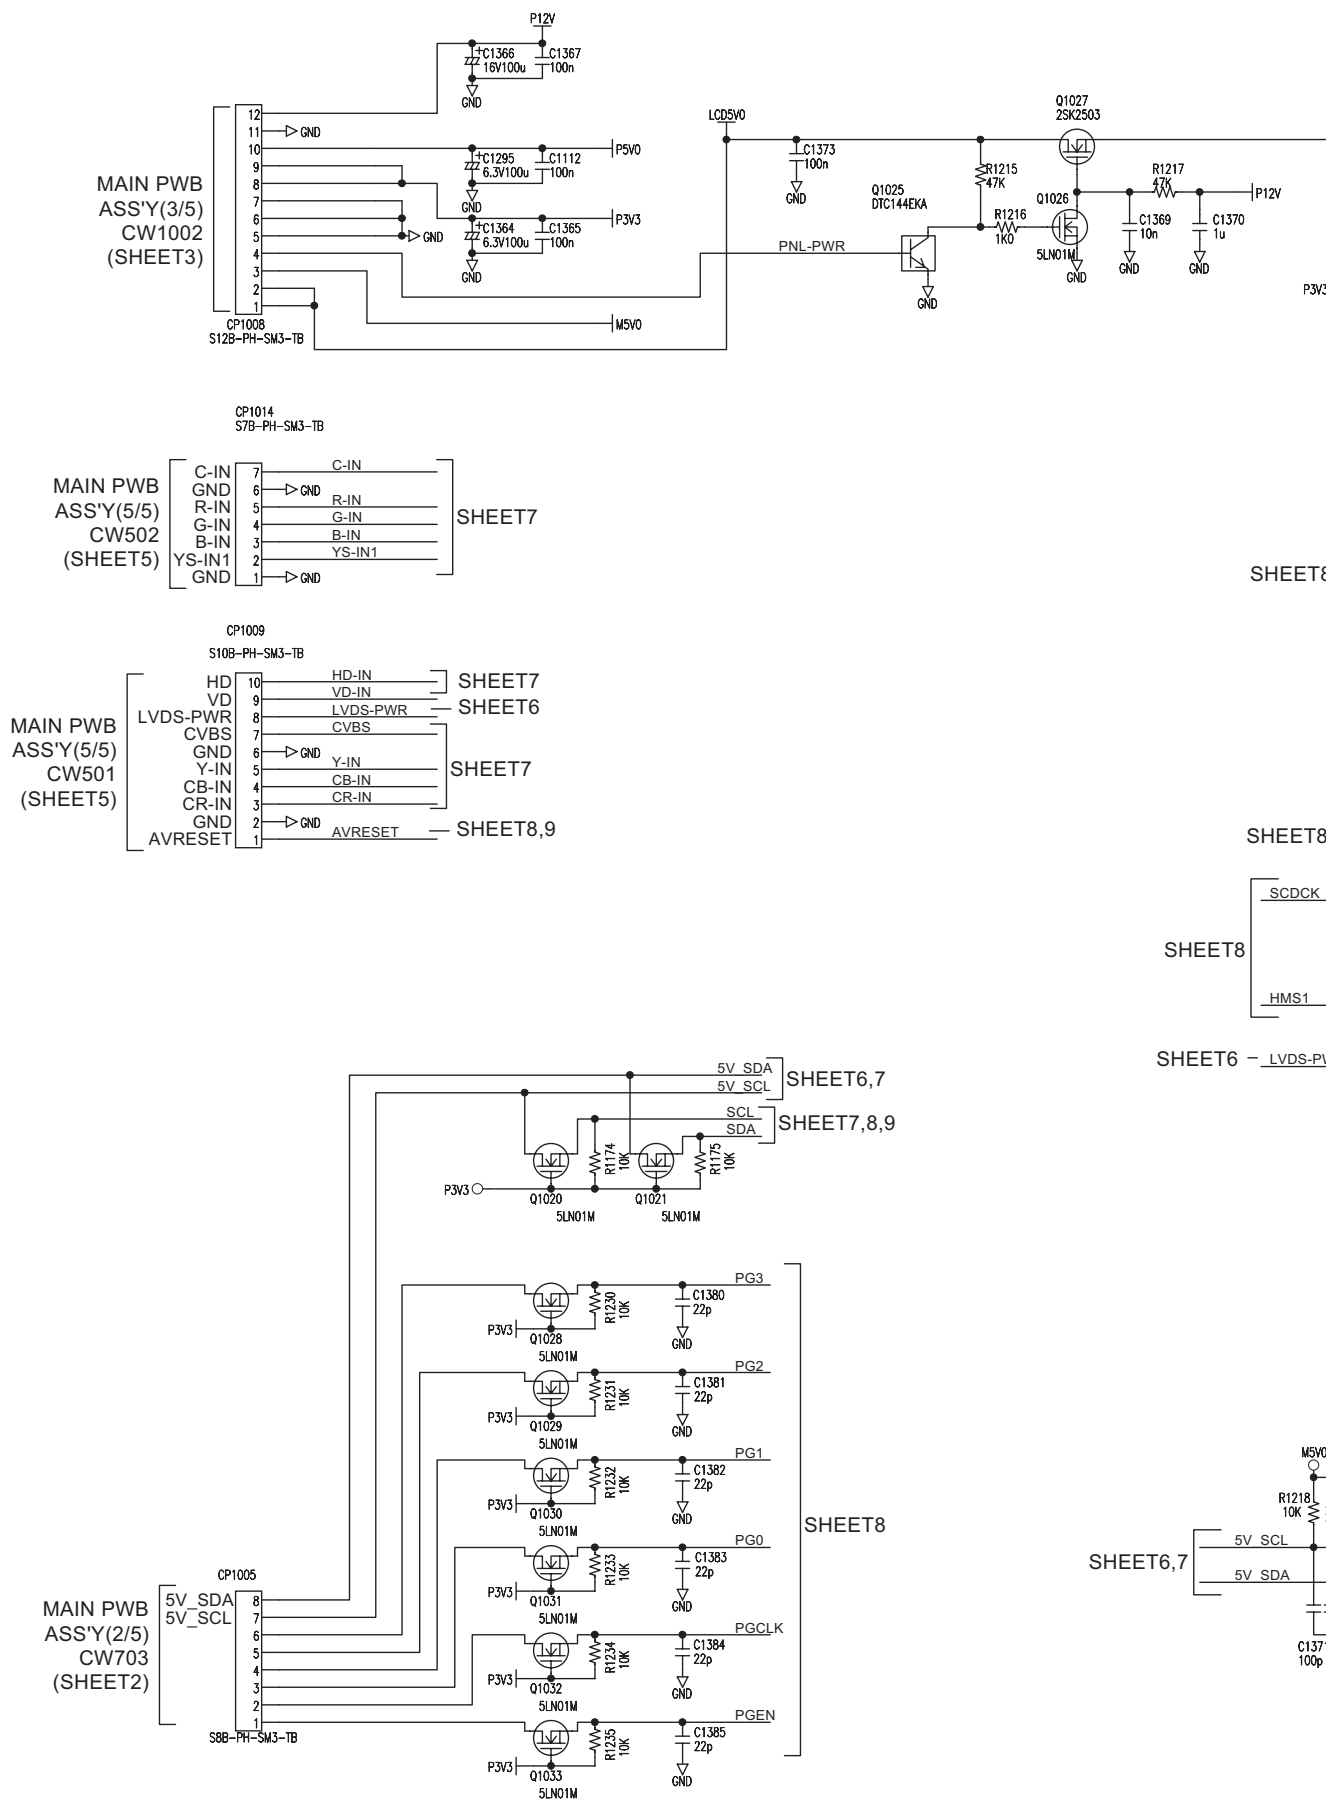 P12V
C1366
16V100u
C1367
100n
GND
12
11
GND
10
9
8
7
6
5
4
3
2
1
GND
MAIN PWB
ASS'Y(3/5)
CW1002
(SHEET3)
CP1008
S12B-PH-SM3-TB
C1295
6.3V100u
C1112
100n
P5V0
GND
C1364
6.3V100u
C1365
100n
P3V3
GND
M5V0
PNL-PWR
LCD5V0
C1373
100n
GND
Q1025
DTC144EKA
GND
R1215
47K
R1216
1K0
Q1027
2SK2503
Q1026
5LN01M
GND
C1369
10n
GND
R1217
47K
C1370
1u
GND
P12V
P3V3
CP1014
S7B-PH-SM3-TB
MAIN PWB
ASS'Y(5/5)
CW502
(SHEET5)
C-IN 7 C-IN
GND 6 GND
R-IN 5 R-IN
G-IN 4 G-IN
B-IN 3 B-IN
YS-IN1 2 YS-IN1
GND 1 GND
SHEET7
SHEET8
CP1009
S10B-PH-SM3-TB
MAIN PWB
ASS'Y(5/5)
CW501
(SHEET5)
HD 10 HD-IN
VD 9 VD-IN
LVDS-PWR 8 LVDS-PWR
CVBS 7 CVBS
GND 6 GND
Y-IN 5 Y-IN
CB-IN 4 CB-IN
CR-IN 3 CR-IN
GND 2 GND
AVRESET 1 AVRESET
SHEET7
SHEET6
SHEET7
SHEET8,9
SHEET8
SCDCK
SHEET8
HMS1
SHEET6
LVDS-PW
5V_SDA
5V_SCL
SHEET6,7
SCL
SDA
SHEET7,8,9
R1174
10K
R1175
10K
P3V3
Q1020
5LN01M
Q1021
5LN01M
PG3
R1230
10K
C1380
22p
GND
P3V3
Q1028
5LN01M
PG2
R1231
10K
C1381
22p
GND
P3V3
Q1029
5LN01M
PG1
R1232
10K
C1382
22p
GND
P3V3
Q1030
5LN01M
PG0
R1233
10K
C1383
22p
GND
P3V3
Q1031
5LN01M
PGCLK
R1234
10K
C1384
22p
GND
P3V3
Q1032
5LN01M
PGEN
R1235
10K
C1385
22p
GND
P3V3
Q1033
5LN01M
SHEET8
CP1005
MAIN PWB
ASS'Y(2/5)
CW703
(SHEET2)
5V_SDA 8
5V_SCL 7
6
5
4
3
2
1
S8B-PH-SM3-TB
M5V0
R1218
10K
SHEET6,7
5V_SCL
5V_SDA
C1371
100p